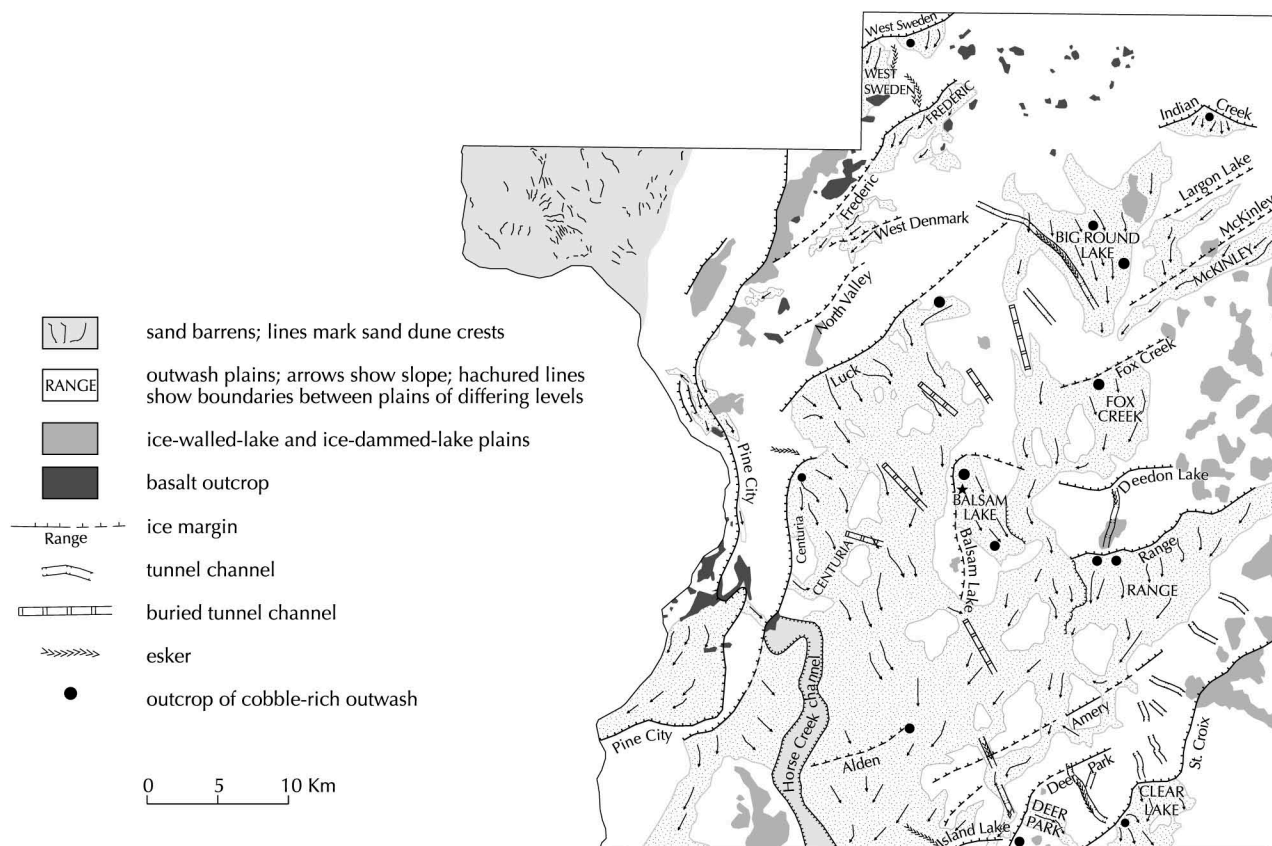 West Sweden
WEST
SWEDEN
FREDERIC
Indian Creek
Frederic
West Denmark
Largon Lake
McKinley
BIG ROUND
LAKE
McKINLEY
North Valley
Luck
Fox Creek
FOX
CREEK
Pine City
Deedon Lake
BALSAM
LAKE
Centuria
CENTURIA
Balsam Lake
Range
RANGE
Horse Creek channel
Amery
St. Croix
Pine City
Alden
Deer Park
DEER
PARK
CLEAR
LAKE
Island Lake
sand barrens; lines mark sand dune crests
RANGE
outwash plains; arrows show slope; hachured lines
show boundaries between plains of differing levels
ice-walled-lake and ice-dammed-lake plains
basalt outcrop
ice margin
Range
tunnel channel
buried tunnel channel
esker
outcrop of cobble-rich outwash
0 5 10 Km